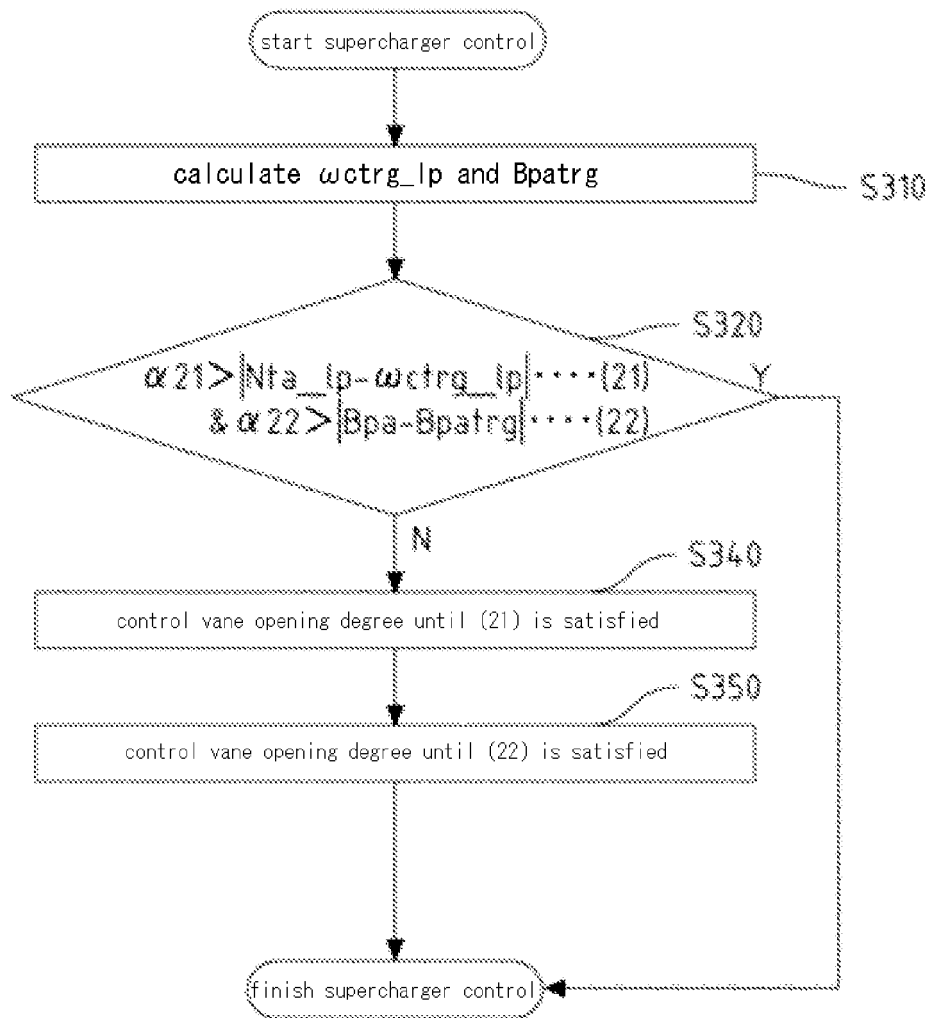 start supercharger control
calculate ωctrg_lp and Bpatrg
S310
S320
α21>|Nta_lp-ωctrg_lp|····(21)
& α22>|Bpa-Bpatrg|····(22)
Y
N
S340
control vane opening degree until (21) is satisfied
S350
control vane opening degree until (22) is satisfied
finish supercharger control